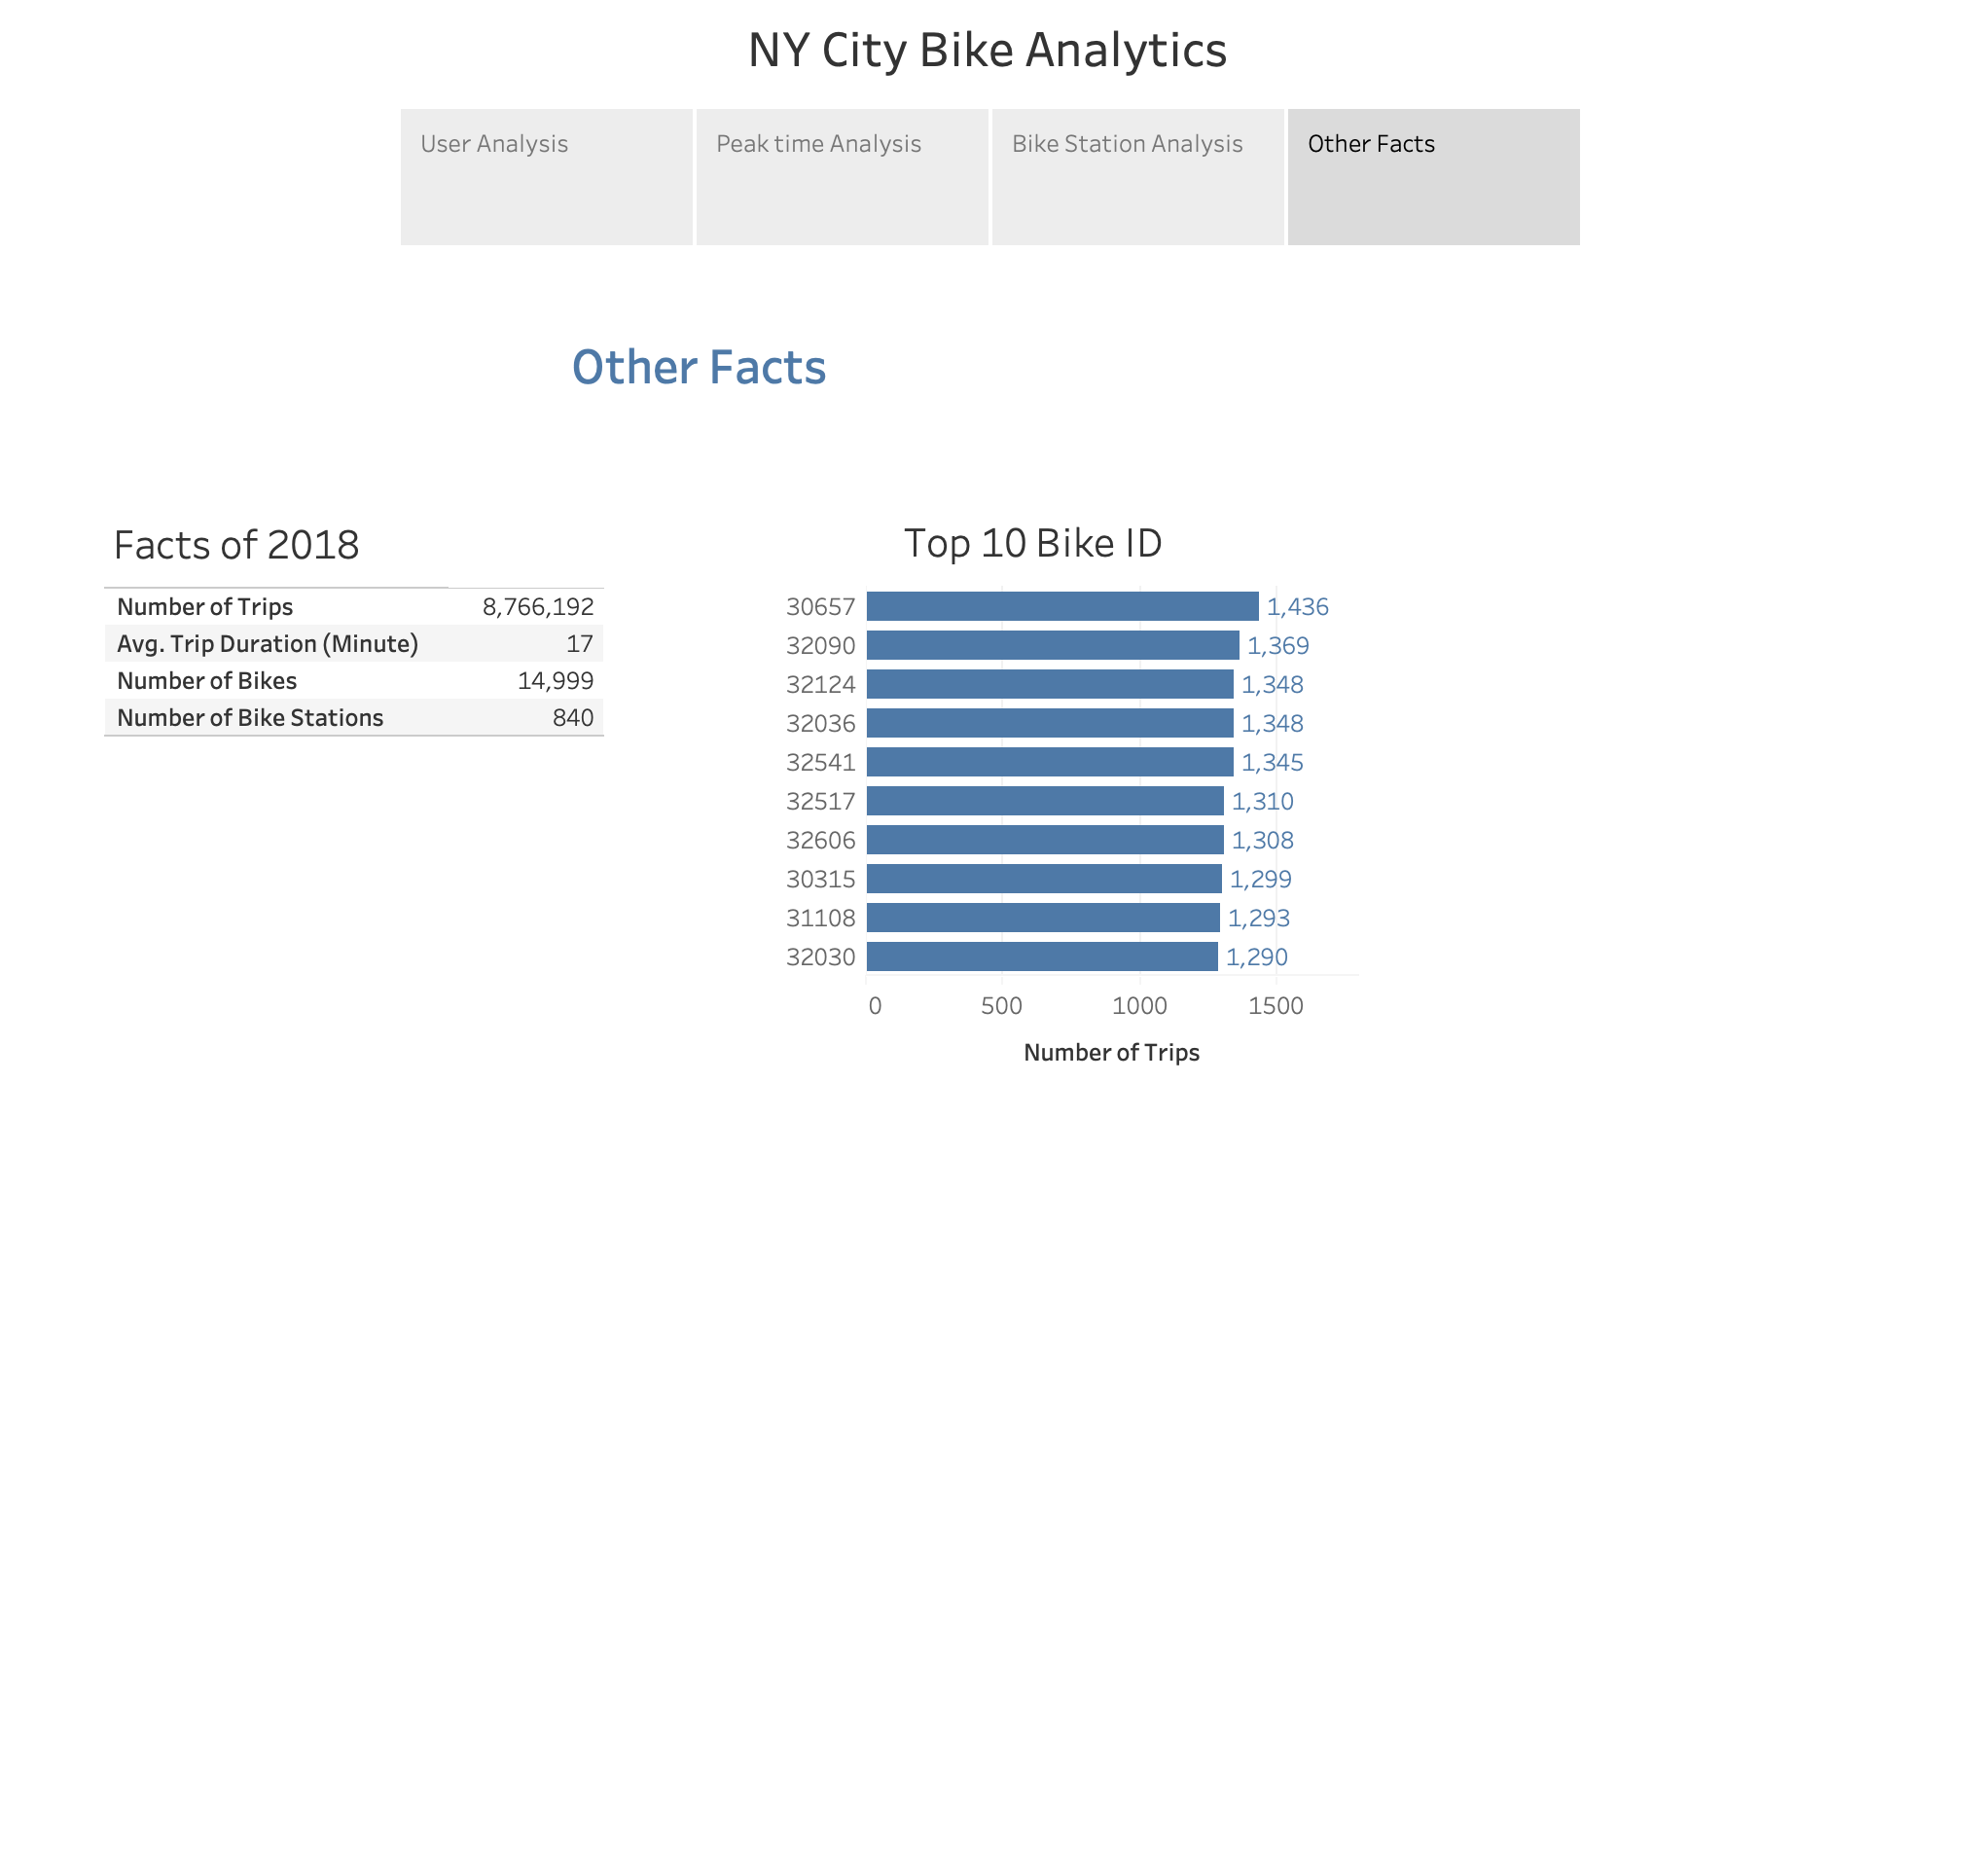 NY City Bike Analytics
User Analysis
Peak time Analysis
Bike Station Analysis
Other Facts
Other Facts
Facts of 2018
Number of Trips 8,766,192
Avg. Trip Duration (Minute) 17
Number of Bikes 14,999
Number of Bike Stations 840
Top 10 Bike ID
30657 1,436
32090 1,369
32124 1,348
32036 1,348
32541 1,345
32517 1,310
32606 1,308
30315 1,299
31108 1,293
32030 1,290
0 500 1000 1500
Number of Trips